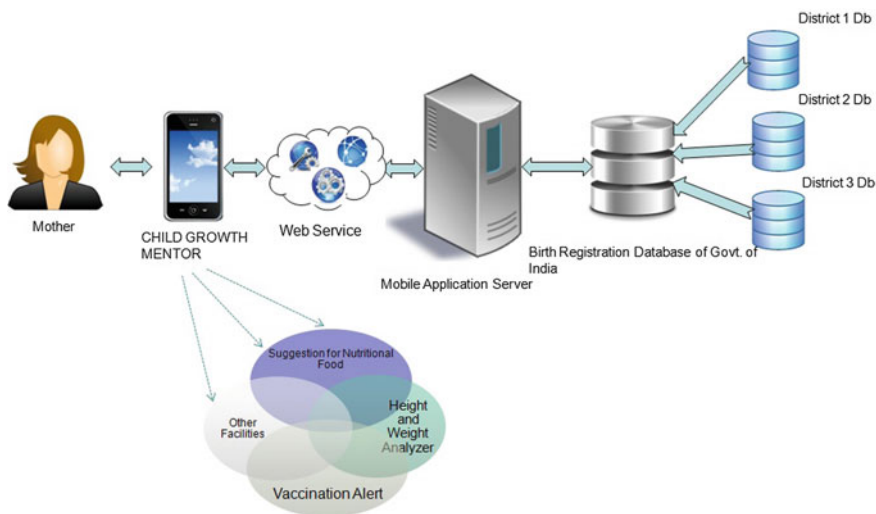 District 1 Db
District 2 Db
District 3 Db
Mother
CHILD GROWTH
MENTOR
Web Service
Mobile Application Server
Birth Registration Database of Govt. of
India
Suggestion for Nutritional
Food
Other
Facilities
Height
and
Weight
Analyzer
Vaccination Alert